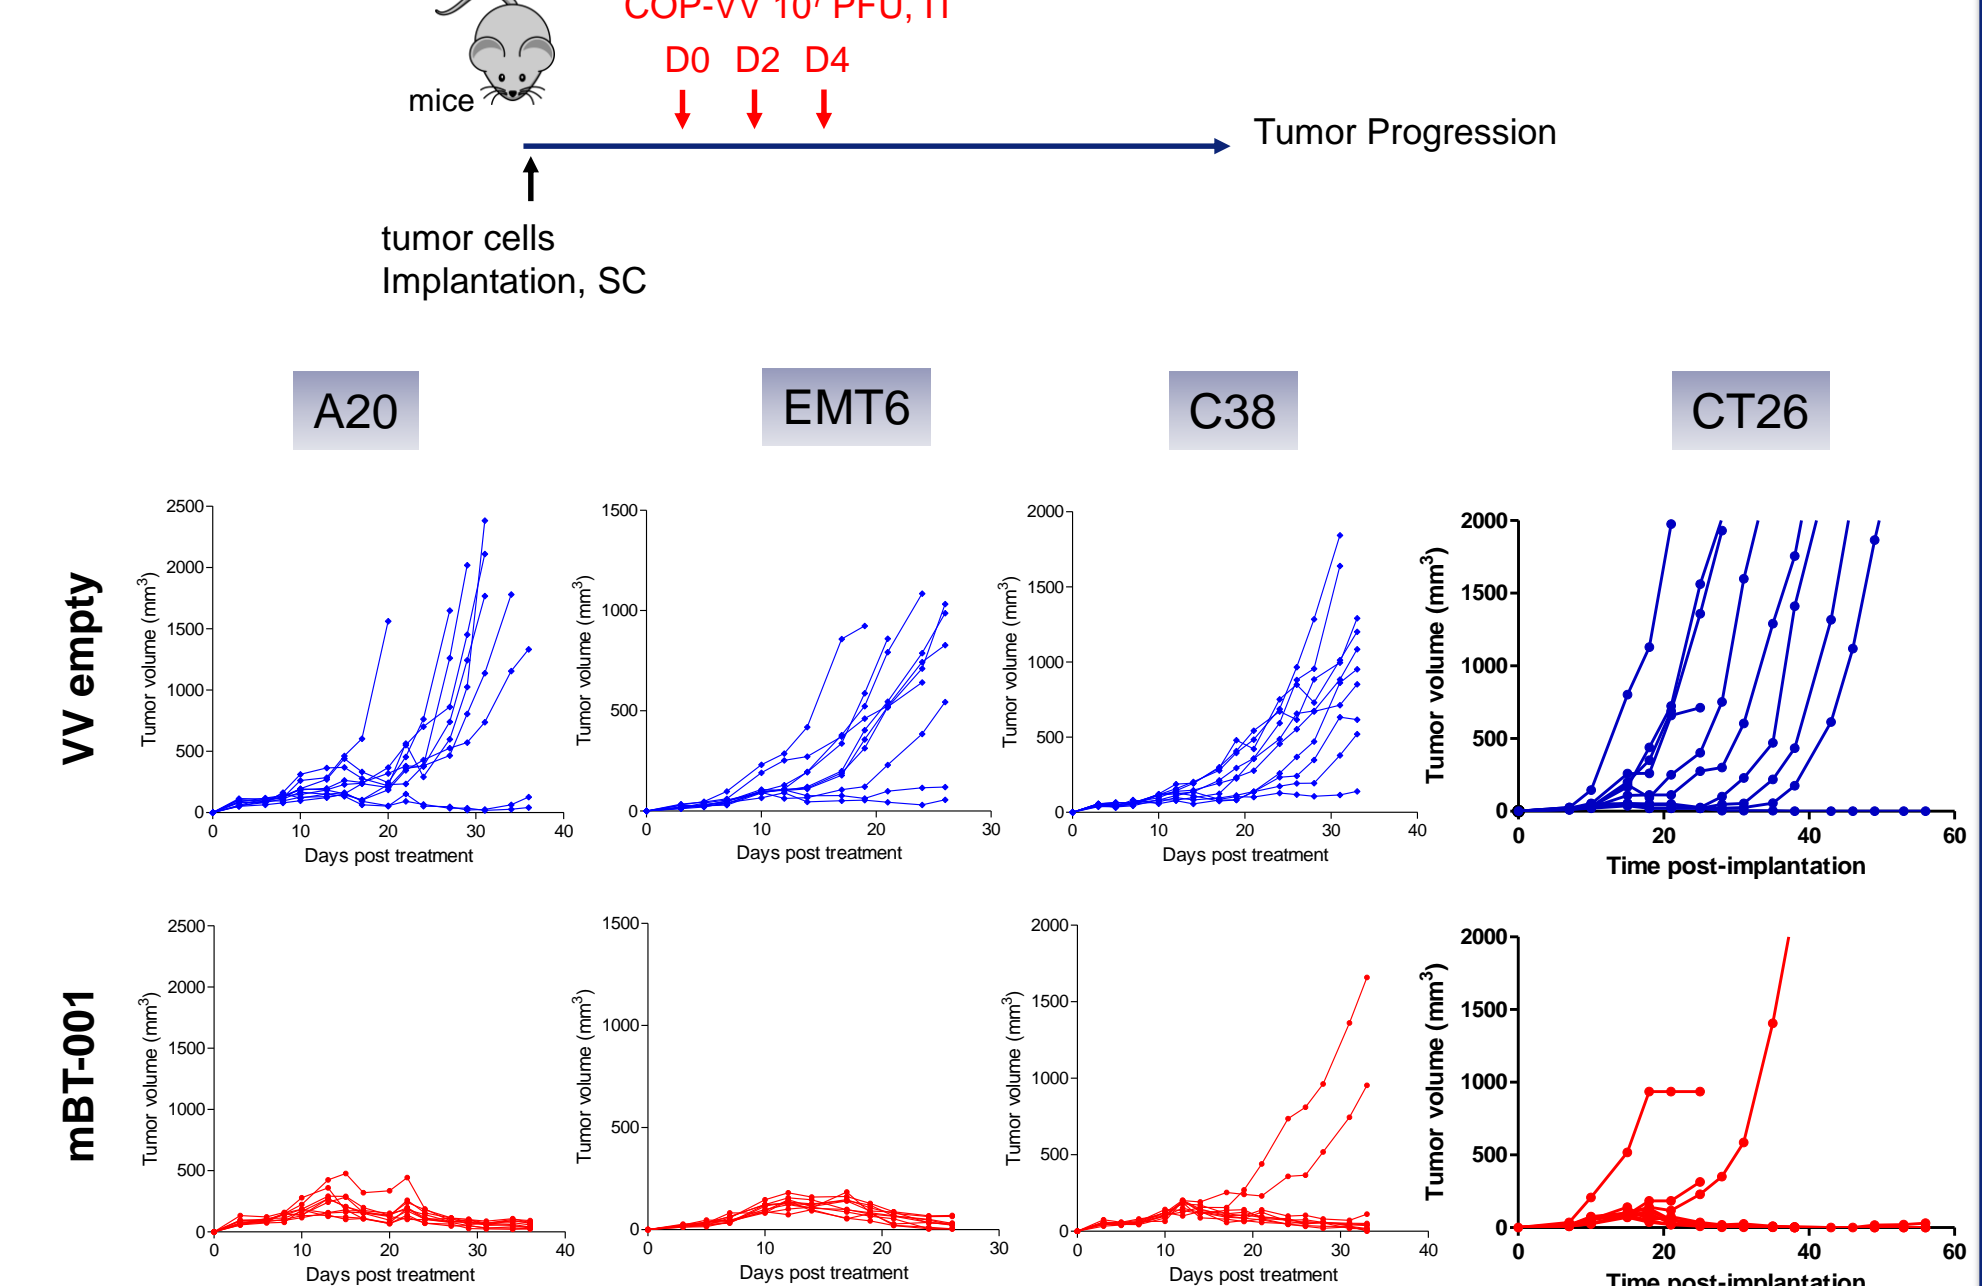 COP-VV 10⁷ PFU, IT
D0 D2 D4
mice
Tumor Progression
tumor cells
Implantation, SC
A20
EMT6
C38
CT26
VV empty
Tumor volume (mm³)
2500
2000
1500
1000
500
0
0 10 20 30 40
Days post treatment
Tumor volume (mm³)
1500
1000
500
0
0 10 20 30
Days post treatment
Tumor volume (mm³)
2000
1500
1000
500
0
0 10 20 30 40
Days post treatment
Tumor volume (mm³)
2000
1500
1000
500
0
0 20 40 60
Time post-implantation
mBT-001
Tumor volume (mm³)
2500
2000
1500
1000
500
0
0 10 20 30 40
Days post treatment
Tumor volume (mm³)
1500
1000
500
0
0 10 20 30
Days post treatment
Tumor volume (mm³)
2000
1500
1000
500
0
0 10 20 30 40
Days post treatment
Tumor volume (mm³)
2000
1500
1000
500
0
0 20 40 60
Time post-implantation